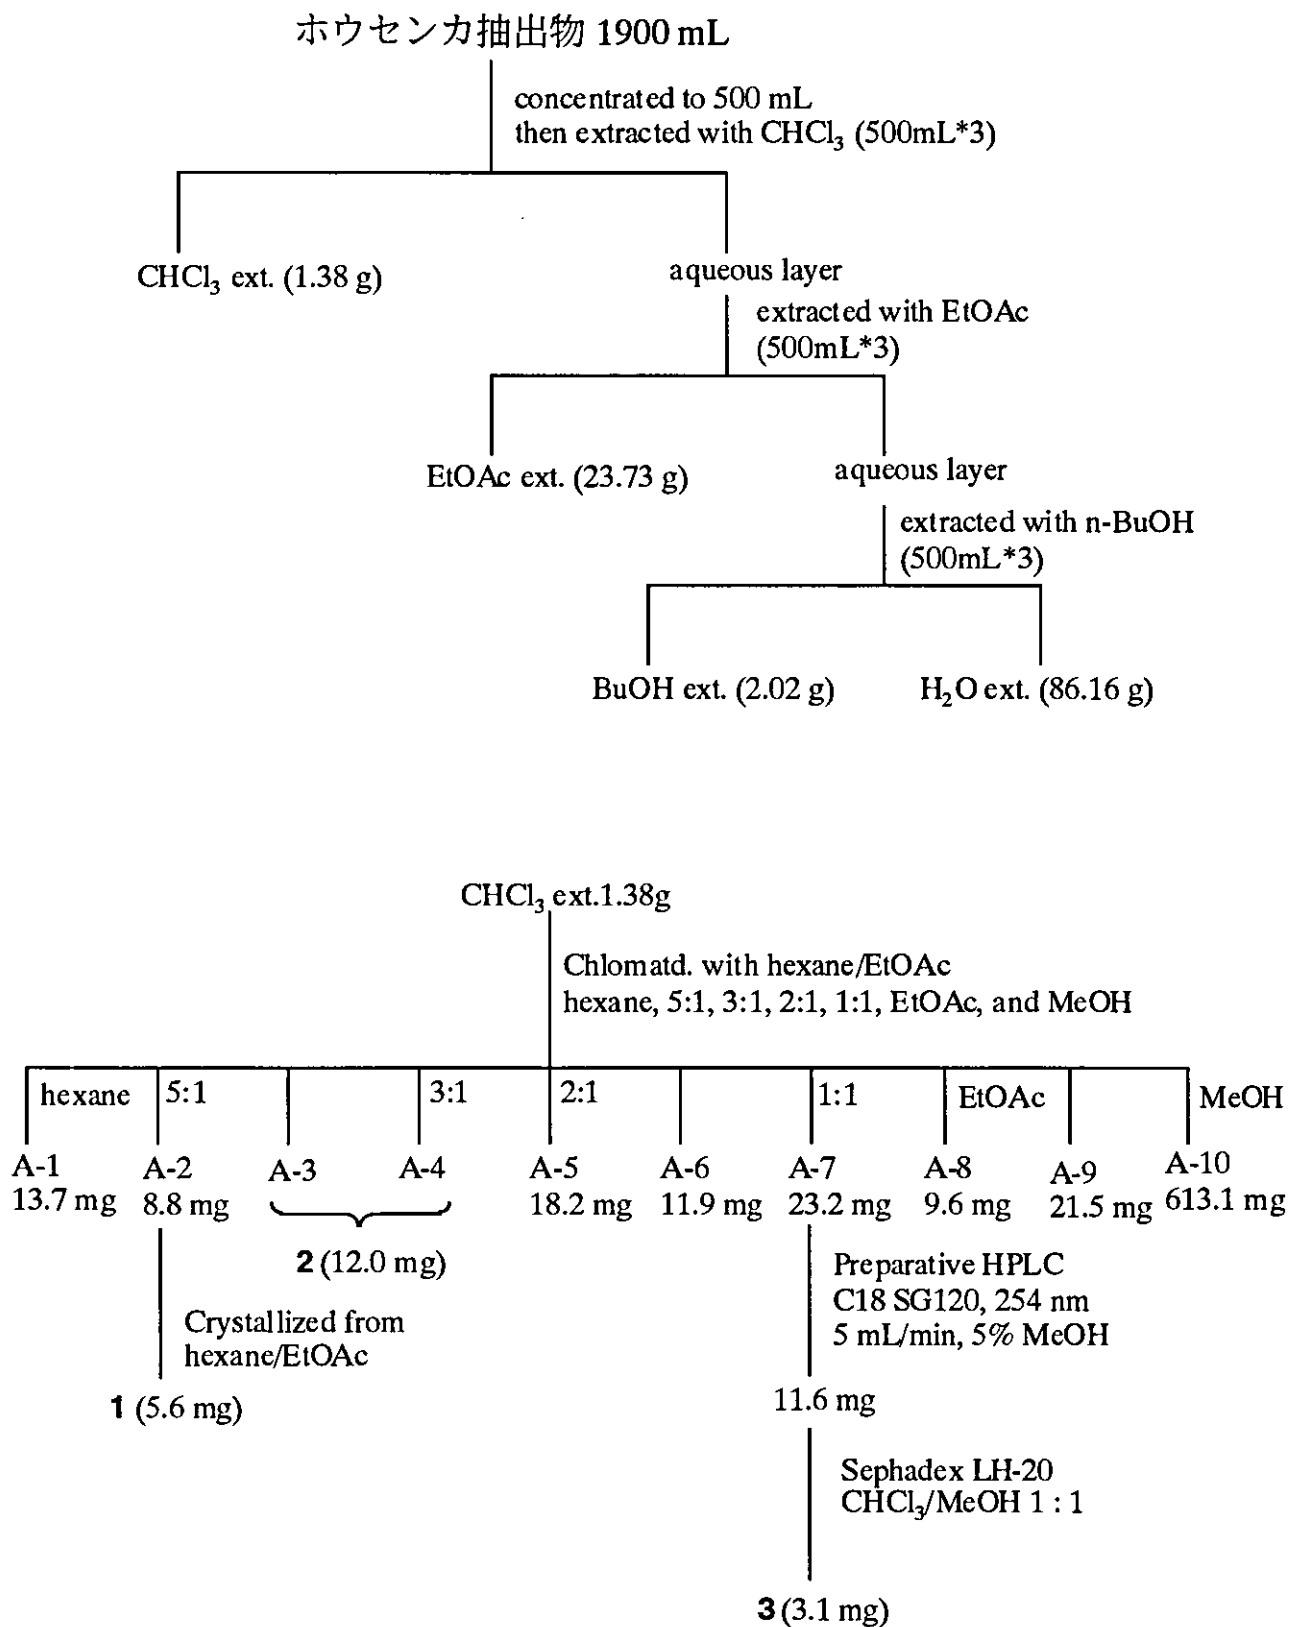 ホウセンカ抽出物 1900 mL
concentrated to 500 mL
then extracted with CHCl₃ (500mL*3)
CHCl₃ ext. (1.38 g)
aqueous layer
extracted with EtOAc
(500mL*3)
EtOAc ext. (23.73 g)
aqueous layer
extracted with n-BuOH
(500mL*3)
BuOH ext. (2.02 g)
H₂O ext. (86.16 g)
CHCl₃ ext.1.38g
Chlomatd. with hexane/EtOAc
hexane, 5:1, 3:1, 2:1, 1:1, EtOAc, and MeOH
hexane 5:1 3:1 2:1 1:1 EtOAc MeOH
A-1 A-2 A-3 A-4 A-5 A-6 A-7 A-8 A-9 A-10
13.7 mg 8.8 mg 18.2 mg 11.9 mg 23.2 mg 9.6 mg 21.5 mg 613.1 mg
2 (12.0 mg)
Crystallized from
hexane/EtOAc
1 (5.6 mg)
Preparative HPLC
C18 SG120, 254 nm
5 mL/min, 5% MeOH
11.6 mg
Sephadex LH-20
CHCl₃/MeOH 1 : 1
3 (3.1 mg)